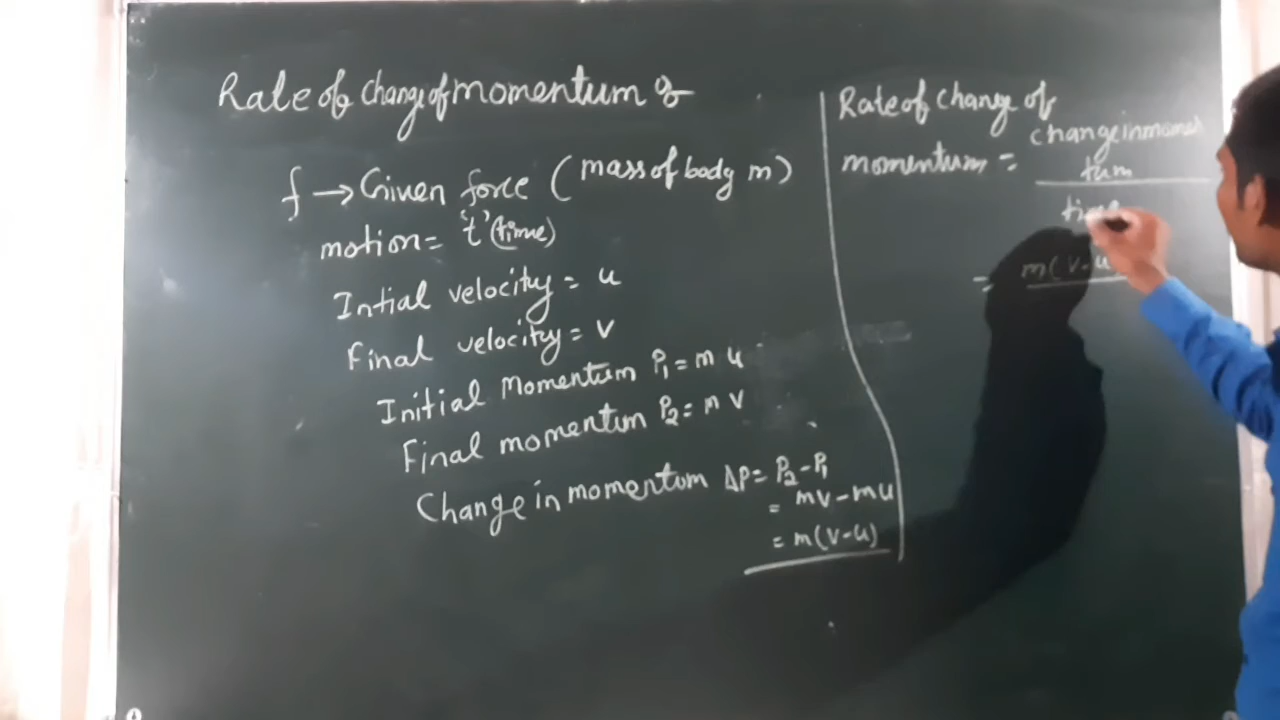 Rate of change of momentum of
f → Given force (mass of body m)
motion = 't' (time)
Intial velocity = u
Final velocity = v
Initial Momentum P₁ = m u
Final momentum P₂ = m v
Change in momentum ΔP = P₂ - P₁
= mv - mu
= m(v-u)
Rate of change of
momentum = change in momen
tum
time
= m(v-u